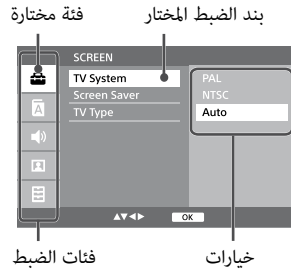 بند الضبط المختار
فئة مختارة
SCREEN
TV System
Screen Saver
TV Type
PAL
NTSC
Auto
OK
خيارات
فئات الضبط